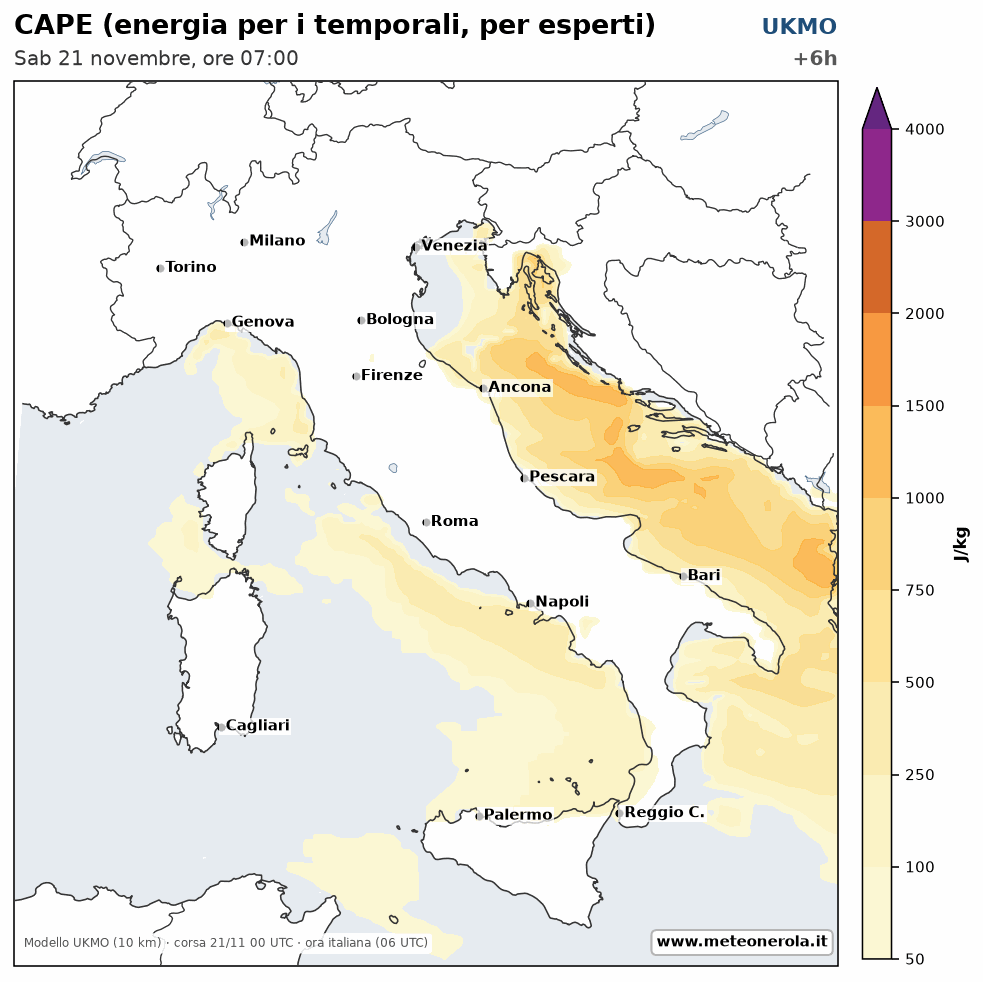 CAPE (energia per i temporali, per esperti)
UKMO
Sab 21 novembre, ore 07:00
+6h
4000
3000
2000
1500
1000
750
500
250
100
50
J/kg
Milano
Venezia
Torino
Genova
Bologna
Firenze
Ancona
Pescara
Roma
Bari
Napoli
Cagliari
Palermo
Reggio C.
Modello UKMO (10 km) · corsa 21/11 00 UTC · ora italiana (06 UTC)
www.meteonerola.it